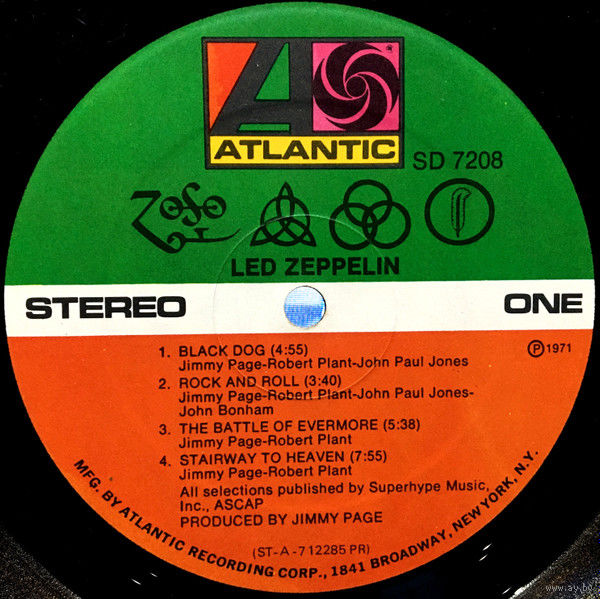 ATLANTIC
SD 7208
LED ZEPPELIN
STEREO
ONE
℗ 1971
1. BLACK DOG (4:55)
Jimmy Page-Robert Plant-John Paul Jones
2. ROCK AND ROLL (3:40)
Jimmy Page-Robert Plant-John Paul Jones-
John Bonham
3. THE BATTLE OF EVERMORE (5:38)
Jimmy Page-Robert Plant
4. STAIRWAY TO HEAVEN (7:55)
Jimmy Page-Robert Plant
All selections published by Superhype Music,
Inc., ASCAP
PRODUCED BY JIMMY PAGE
(ST-A-712285 PR)
MFG. BY ATLANTIC RECORDING CORP., 1841 BROADWAY, NEW YORK, N.Y.
www.ay.by